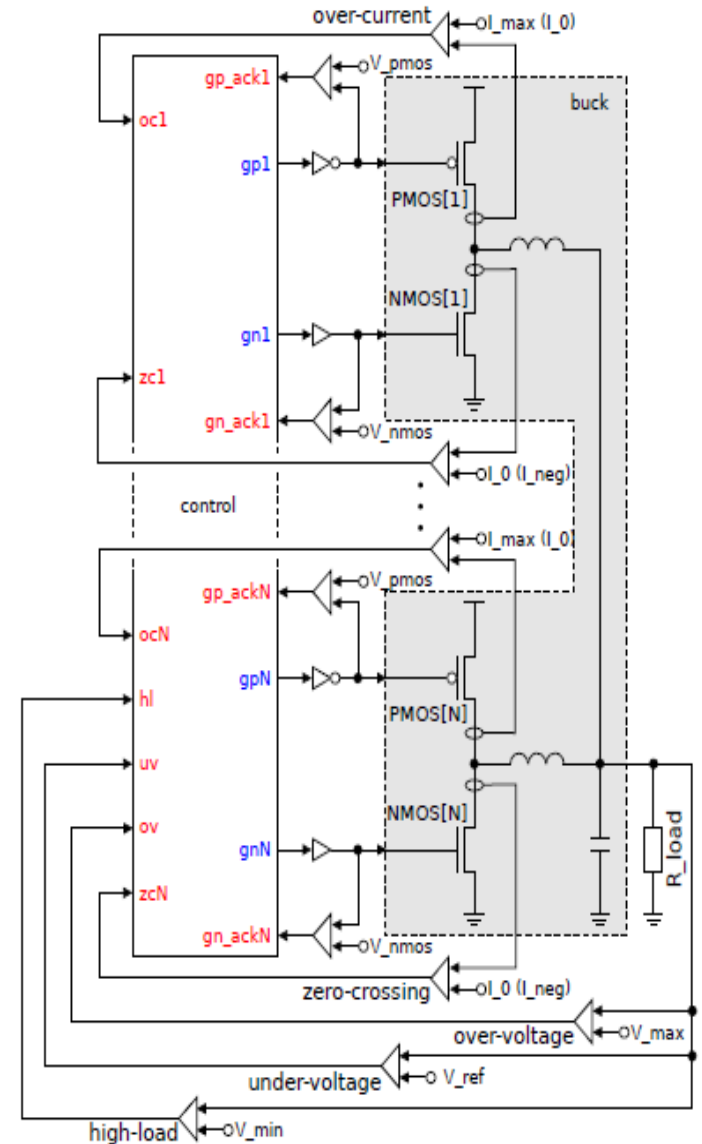 over-current
I_max (I_0)
gp_ack1
V_pmos
buck
oc1
gp1
PMOS[1]
NMOS[1]
gn1
zc1
gn_ack1
V_nmos
I_0 (I_neg)
control
I_max (I_0)
gp_ackN
V_pmos
ocN
gpN
hl
PMOS[N]
uv
NMOS[N]
ov
gnN
R_load
zcN
gn_ackN
V_nmos
zero-crossing
I_0 (I_neg)
over-voltage
V_max
under-voltage
V_ref
high-load
V_min